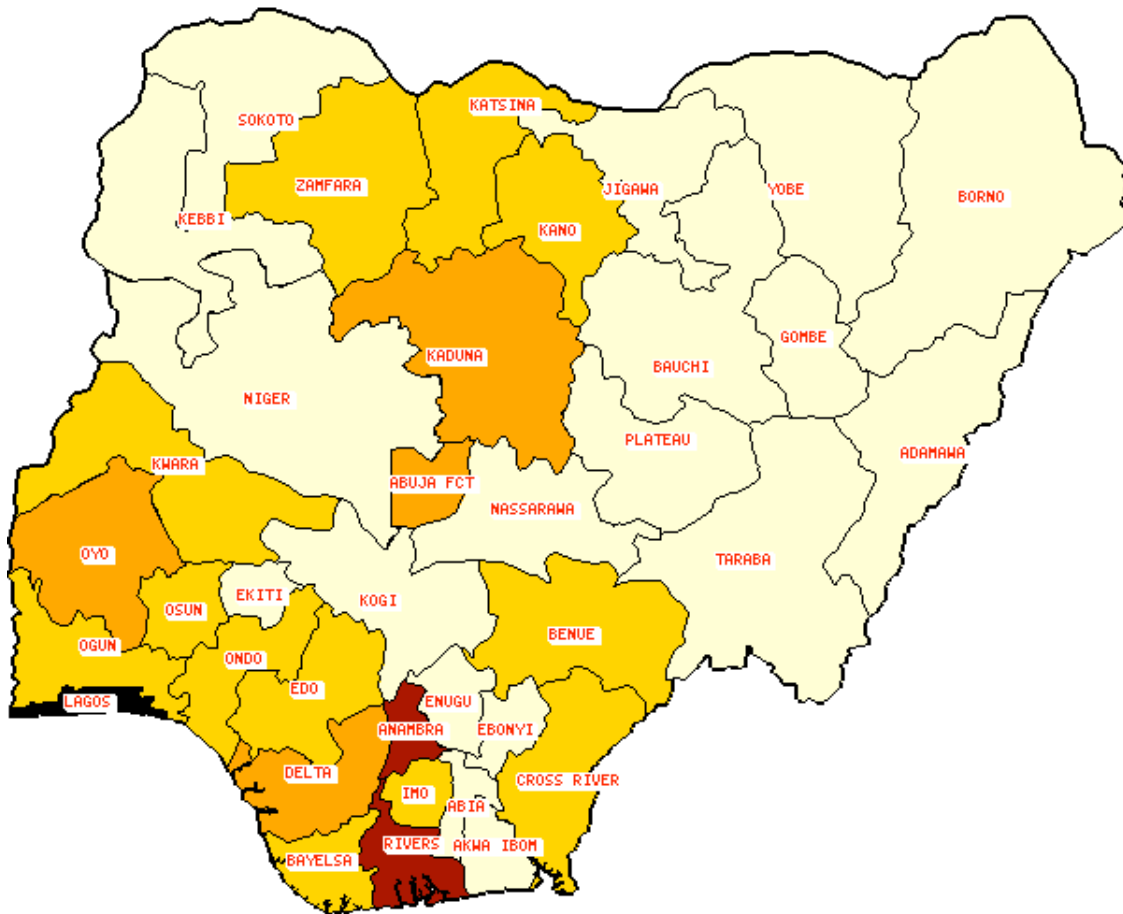 KATSINA
SOKOTO
ZAMFARA
JIGAWA
YOBE
BORNO
KEBBI
KANO
GOMBE
KADUNA
BAUCHI
NIGER
PLATEAU
ADAMAWA
KWARA
ABUJA FCT
NASSARAWA
OYO
TARABA
EKITI
KOGI
OSUN
BENUE
OGUN
ONDO
EDO
LAGOS
ENUGU
ANAMBRA
EBONYI
DELTA
CROSS RIVER
IMO
ABIA
RIVERS
AKWA IBOM
BAYELSA